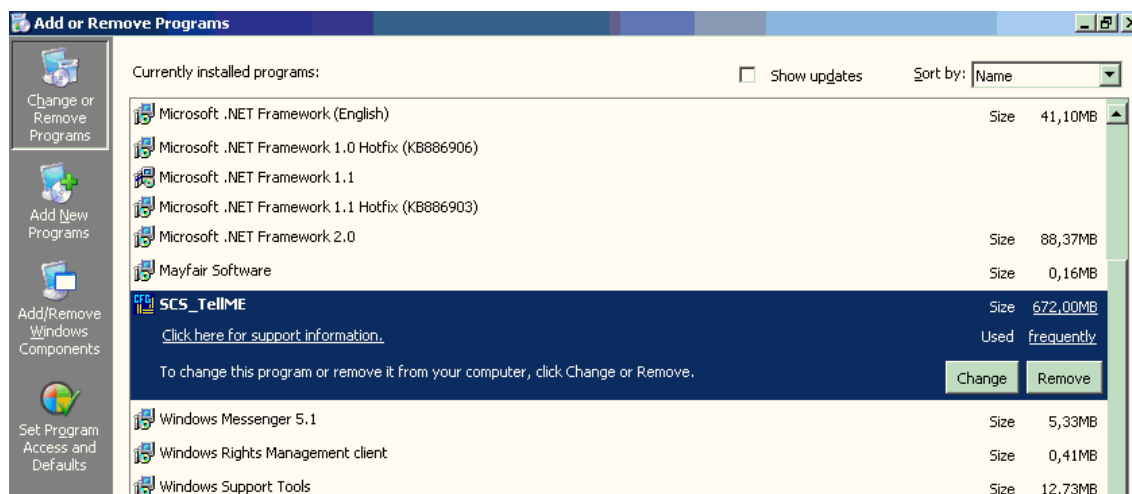 Add or Remove Programs
Change or
Remove
Programs
Add New
Programs
Add/Remove
Windows
Components
Set Program
Access and
Defaults
Currently installed programs:
Show updates
Sort by: Name
Microsoft .NET Framework (English) Size 41,10MB
Microsoft .NET Framework 1.0 Hotfix (KB886906)
Microsoft .NET Framework 1.1
Microsoft .NET Framework 1.1 Hotfix (KB886903)
Microsoft .NET Framework 2.0 Size 88,37MB
Mayfair Software Size 0,16MB
CFG SCS_TellME Size 672,00MB
Click here for support information. Used frequently
To change this program or remove it from your computer, click Change or Remove. Change Remove
Windows Messenger 5.1 Size 5,33MB
Windows Rights Management client Size 0,41MB
Windows Support Tools Size 12,73MB